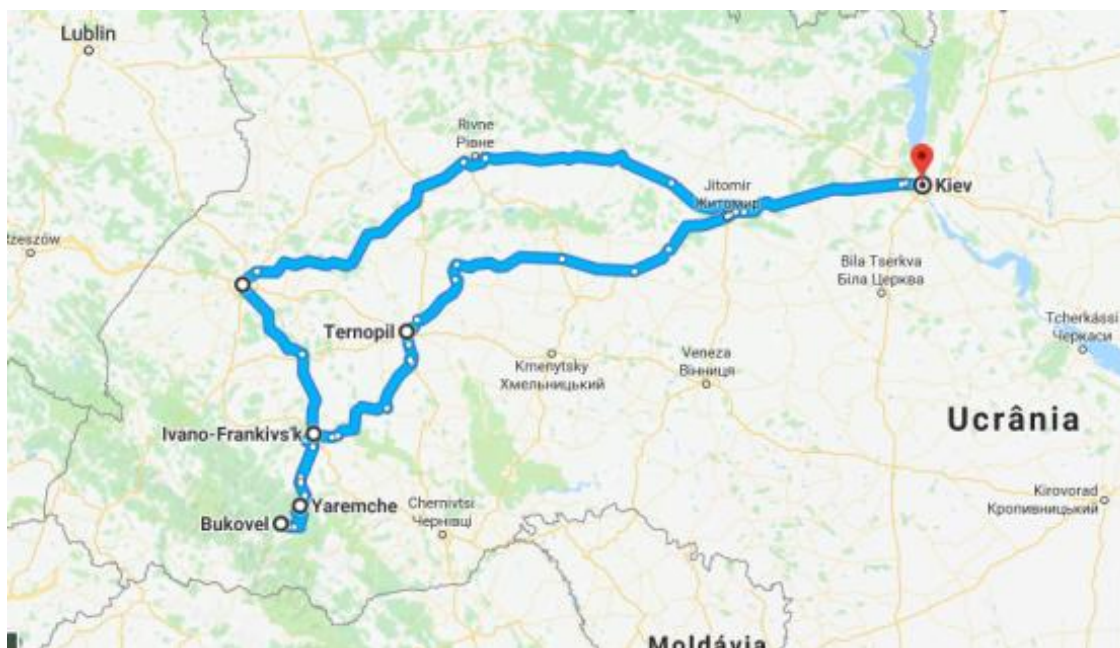 Lublin
Rivne
Рівне
Jitomir
Житомир
Kiev
Rzeszów
Bila Tserkva
Біла Церква
Ternopil
Tcherkássi
Черкаси
Kmenytsky
Хмельницький
Veneza
Вінниця
Ucrânia
Ivano-Frankivs'k
Yaremche
Chernivtsi
Чернівці
Bukovel
Kirovorad
Кропивницький
Moldávia